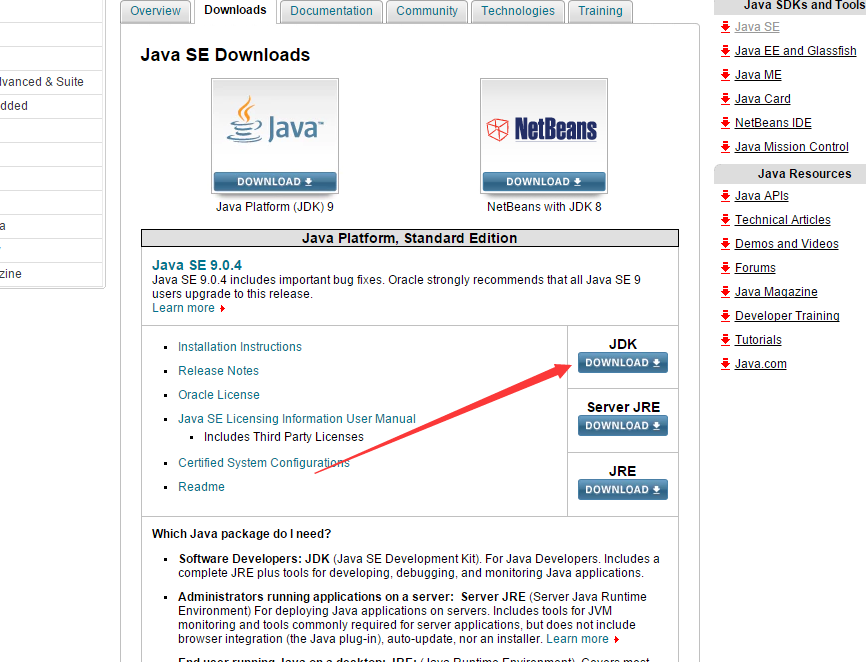 Overview
Downloads
Documentation
Community
Technologies
Training
dvanced & Suite
dded
a
zine
Java SE Downloads
Java™
DOWNLOAD
Java Platform (JDK) 9
NetBeans
DOWNLOAD
NetBeans with JDK 8
Java Platform, Standard Edition
Java SE 9.0.4
Java SE 9.0.4 includes important bug fixes. Oracle strongly recommends that all Java SE 9
users upgrade to this release.
Learn more
Installation Instructions
Release Notes
Oracle License
Java SE Licensing Information User Manual
Includes Third Party Licenses
Certified System Configurations
Readme
JDK
DOWNLOAD
Server JRE
DOWNLOAD
JRE
DOWNLOAD
Which Java package do I need?
Software Developers: JDK (Java SE Development Kit). For Java Developers. Includes a
complete JRE plus tools for developing, debugging, and monitoring Java applications.
Administrators running applications on a server: Server JRE (Server Java Runtime
Environment) For deploying Java applications on servers. Includes tools for JVM
monitoring and tools commonly required for server applications, but does not include
browser integration (the Java plug-in), auto-update, nor an installer. Learn more
End user running Java on a desktop: JRE: (Java Runtime Environment). Covers most
Java SDKs and Tools
Java SE
Java EE and Glassfish
Java ME
Java Card
NetBeans IDE
Java Mission Control
Java Resources
Java APIs
Technical Articles
Demos and Videos
Forums
Java Magazine
Developer Training
Tutorials
Java.com